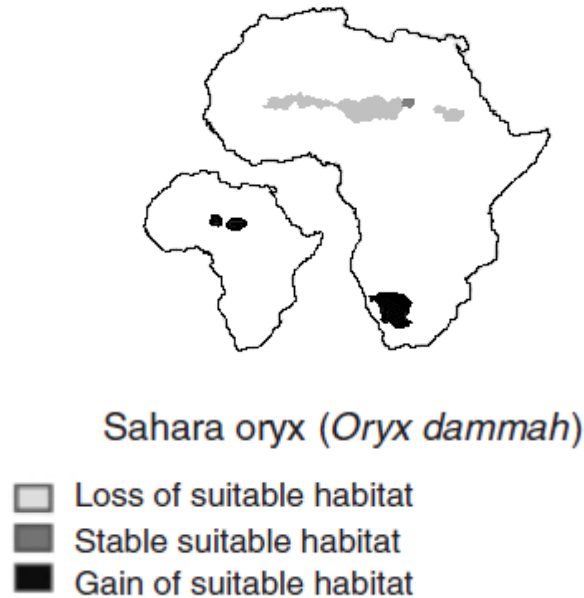 Sahara oryx (Oryx dammah)
Loss of suitable habitat
Stable suitable habitat
Gain of suitable habitat